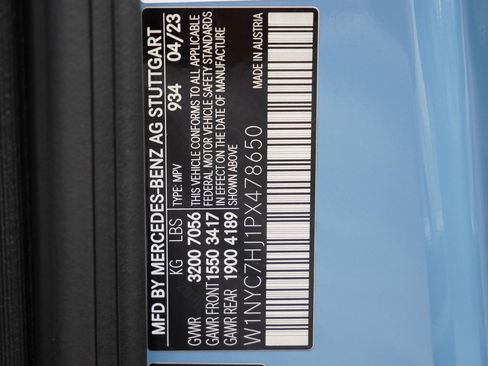 MFD BY MERCEDES-BENZ AG STUTTGART
934 04/23
KG LBS TYPE: MPV
GVWR 3200 7056
GAWR FRONT 1550 3417
GAWR REAR 1900 4189
THIS VEHICLE CONFORMS TO ALL APPLICABLE
FEDERAL MOTOR VEHICLE SAFETY STANDARDS
IN EFFECT ON THE DATE OF MANUFACTURE
SHOWN ABOVE
W1NYC7HJ1PX478650
MADE IN AUSTRIA